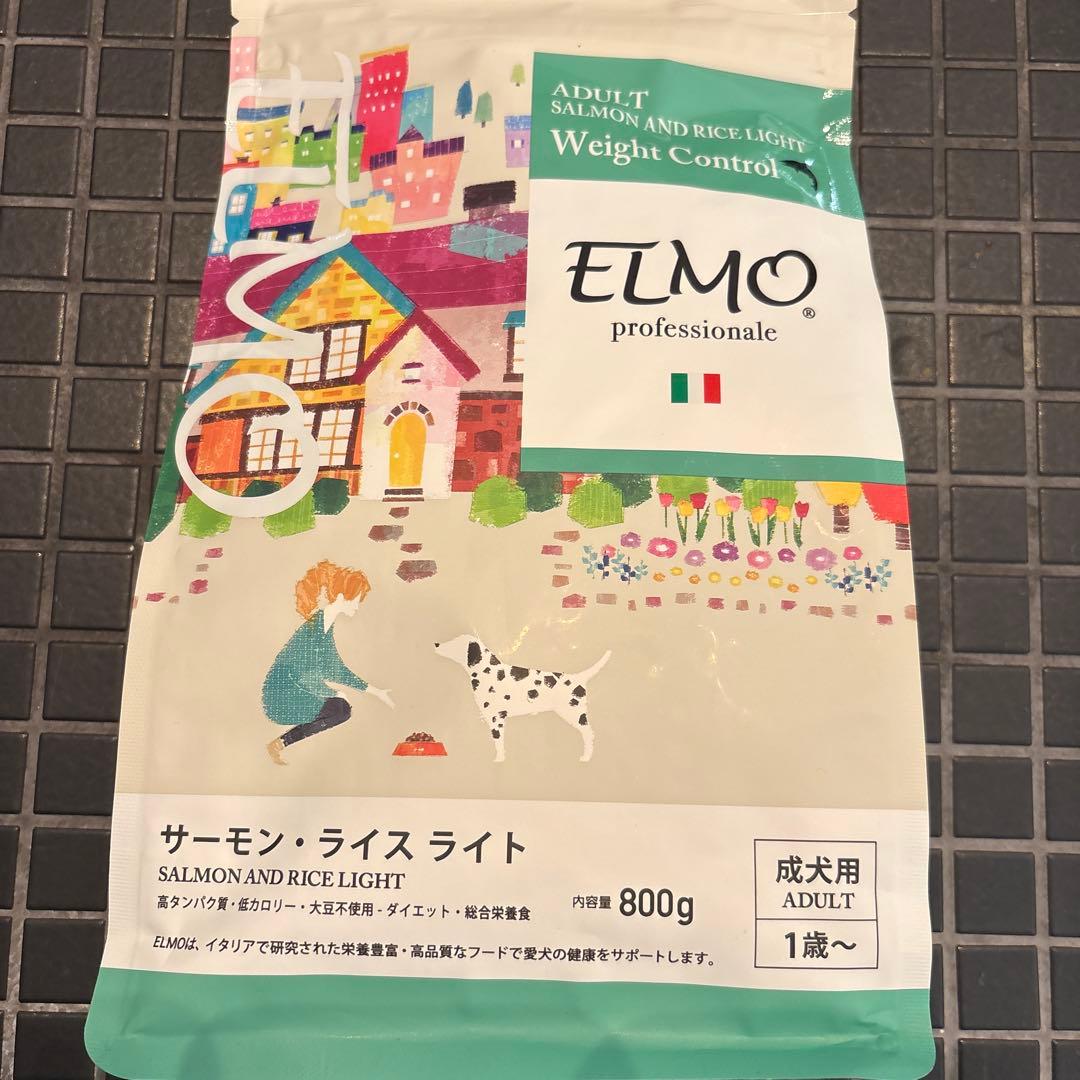 ELMO
ADULT
SALMON AND RICE LIGHT
Weight Control
ELMO®
professionale
サーモン・ライス ライト
SALMON AND RICE LIGHT
高タンパク質・低カロリー・大豆不使用 - ダイエット・総合栄養食
内容量 800g
ELMOは、イタリアで研究された栄養豊富・高品質なフードで愛犬の健康をサポートします。
成犬用
ADULT
1歳～